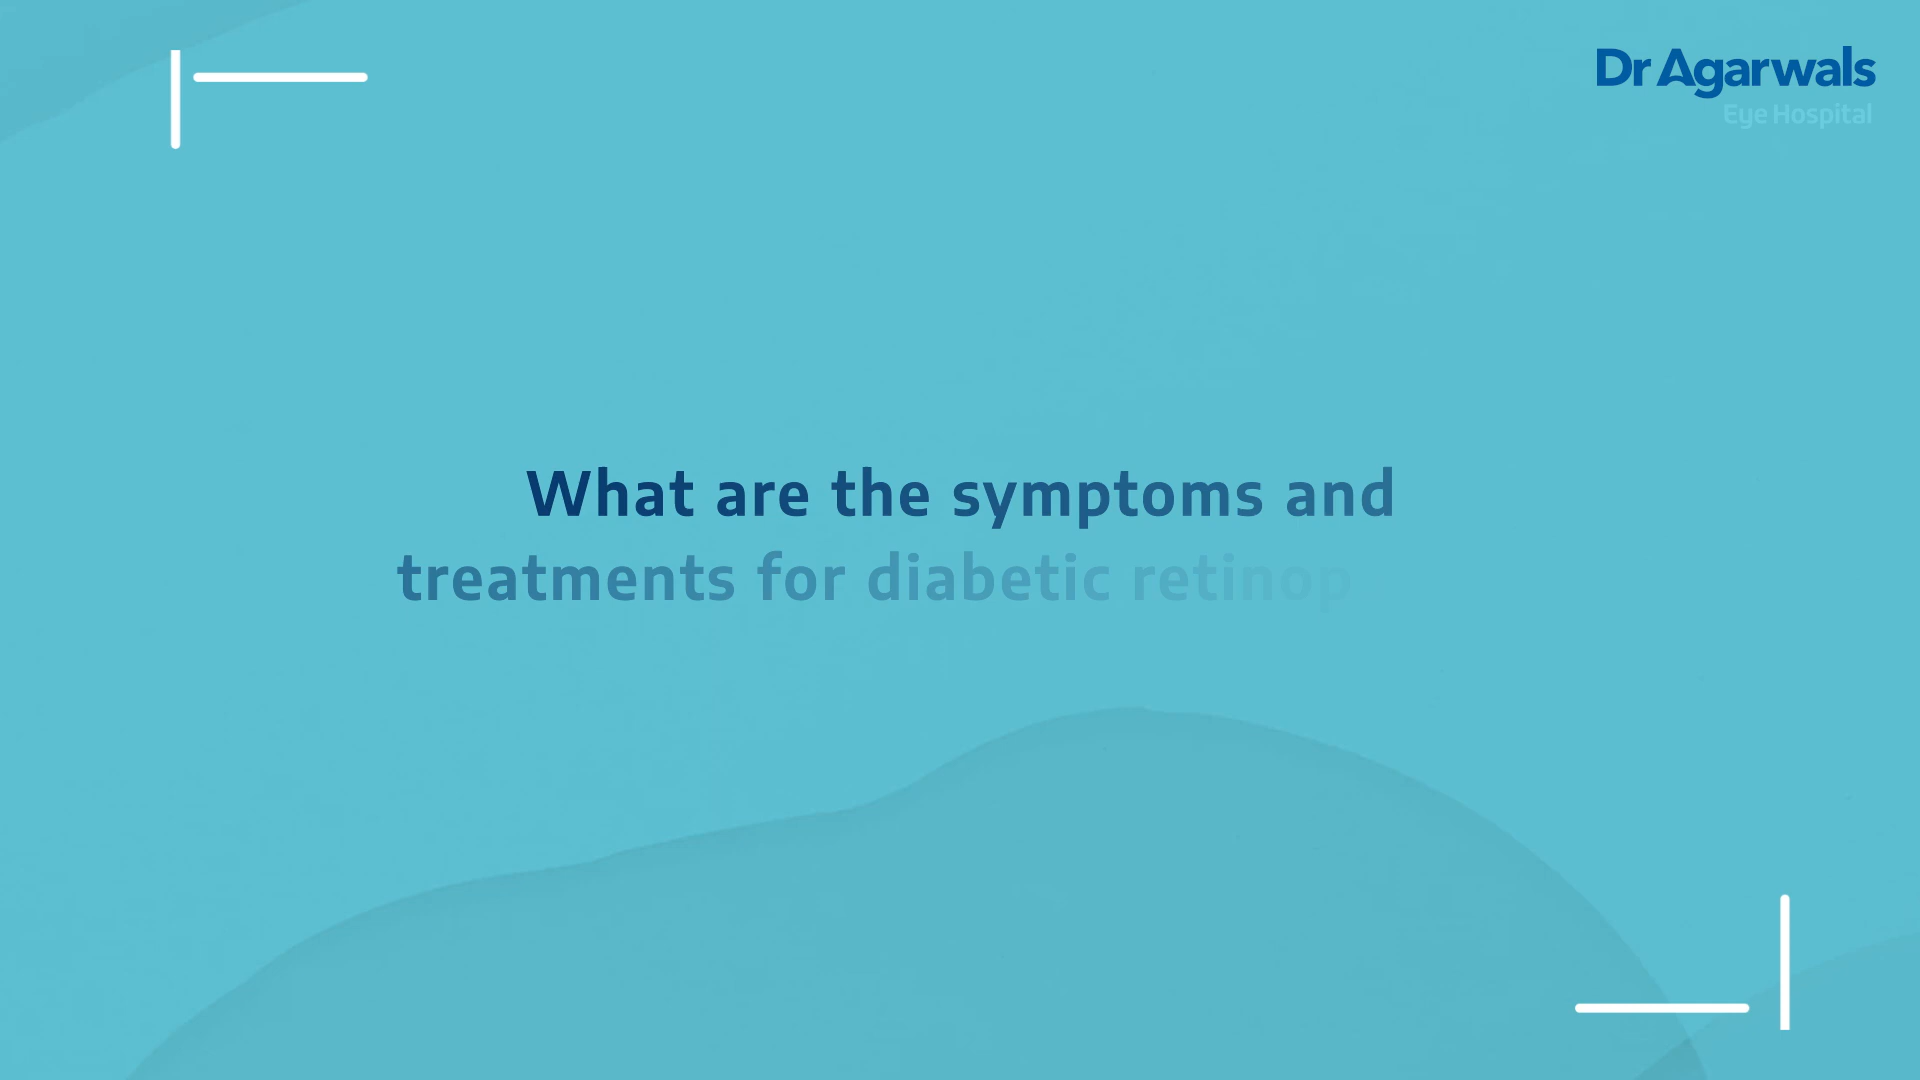 Dr Agarwals
Eye Hospital
What are the symptoms and
treatments for diabetic retinop